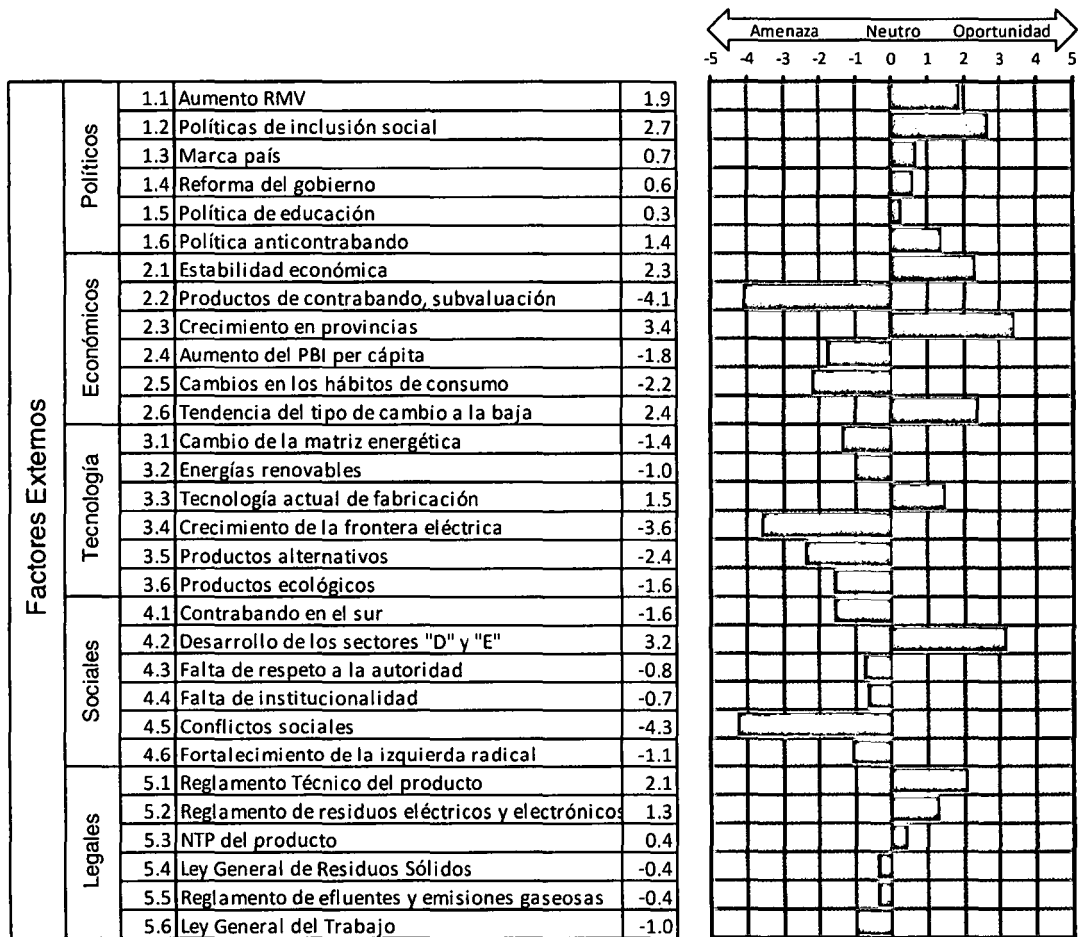 Amenaza Neutro Oportunidad
-5 -4 -3 -2 -1 0 1 2 3 4 5
Factores Externos
Políticos
1.1 Aumento RMV 1.9
1.2 Políticas de inclusión social 2.7
1.3 Marca país 0.7
1.4 Reforma del gobierno 0.6
1.5 Política de educación 0.3
1.6 Política anticontrabando 1.4
Económicos
2.1 Estabilidad económica 2.3
2.2 Productos de contrabando, subvaluación -4.1
2.3 Crecimiento en provincias 3.4
2.4 Aumento del PBI per cápita -1.8
2.5 Cambios en los hábitos de consumo -2.2
2.6 Tendencia del tipo de cambio a la baja 2.4
Tecnología
3.1 Cambio de la matriz energética -1.4
3.2 Energías renovables -1.0
3.3 Tecnología actual de fabricación 1.5
3.4 Crecimiento de la frontera eléctrica -3.6
3.5 Productos alternativos -2.4
3.6 Productos ecológicos -1.6
Sociales
4.1 Contrabando en el sur -1.6
4.2 Desarrollo de los sectores "D" y "E" 3.2
4.3 Falta de respeto a la autoridad -0.8
4.4 Falta de institucionalidad -0.7
4.5 Conflictos sociales -4.3
4.6 Fortalecimiento de la izquierda radical -1.1
Legales
5.1 Reglamento Técnico del producto 2.1
5.2 Reglamento de residuos eléctricos y electrónicos 1.3
5.3 NTP del producto 0.4
5.4 Ley General de Residuos Sólidos -0.4
5.5 Reglamento de efluentes y emisiones gaseosas -0.4
5.6 Ley General del Trabajo -1.0